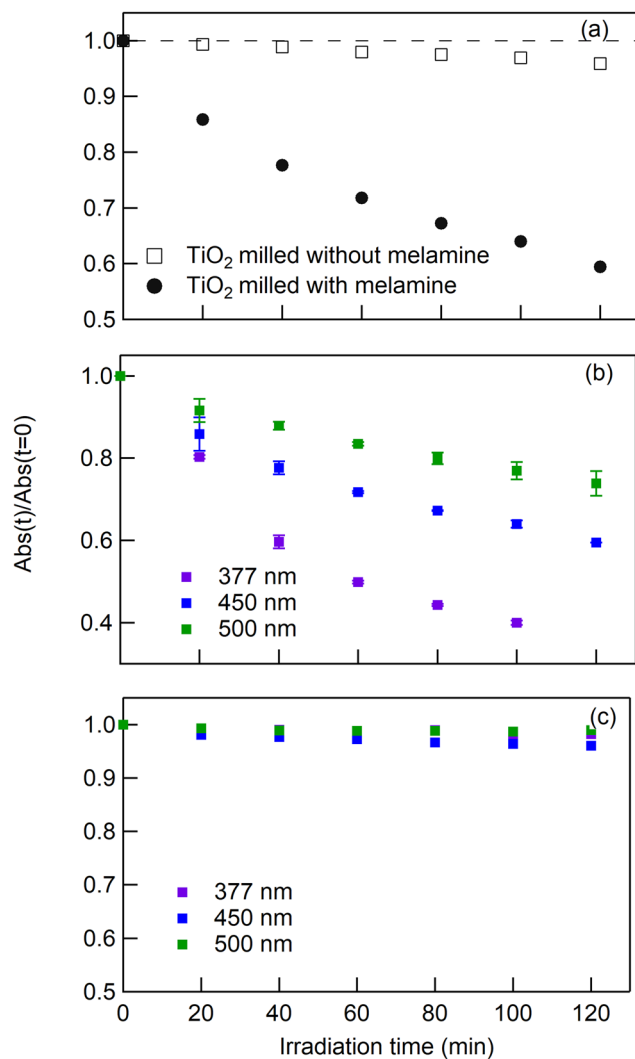 (a)
1.0
0.9
0.8
0.7
0.6
0.5
TiO2 milled without melamine
TiO2 milled with melamine
(b)
1.0
0.8
0.6
0.4
Abs(t)/Abs(t=0)
377 nm
450 nm
500 nm
(c)
1.0
0.9
0.8
0.7
0.6
0.5
377 nm
450 nm
500 nm
0 20 40 60 80 100 120
Irradiation time (min)